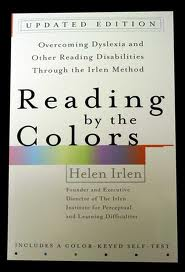 UPDATED EDITION
Overcoming Dyslexia and
Other Reading Disabilities
Through the Irlen Method
Reading
by the
Colors
Helen Irlen
Founder and Executive
Director of The Irlen
Institute for Perceptual
and Learning Difficulties
INCLUDES A COLOR-KEYED SELF-TEST